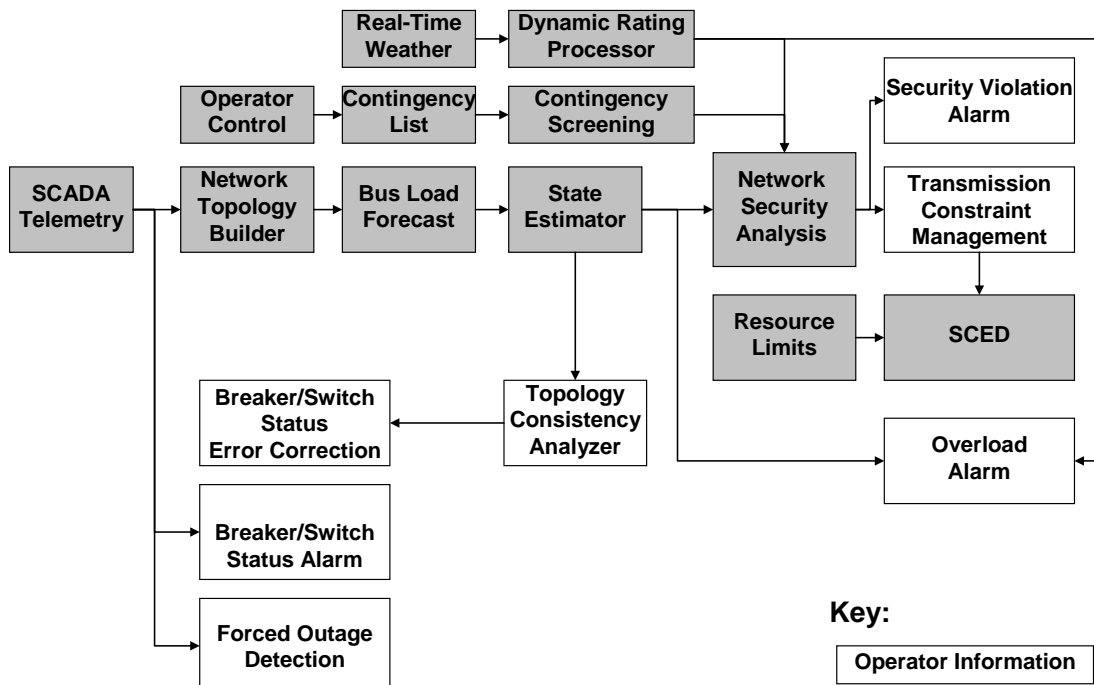 Real-Time
Weather
Dynamic Rating
Processor
Operator
Control
Contingency
List
Contingency
Screening
Security Violation
Alarm
SCADA
Telemetry
Network
Topology
Builder
Bus Load
Forecast
State
Estimator
Network
Security
Analysis
Transmission
Constraint
Management
Resource
Limits
SCED
Breaker/Switch
Status
Error Correction
Topology
Consistency
Analyzer
Overload
Alarm
Breaker/Switch
Status Alarm
Forced Outage
Detection
Key:
Operator Information